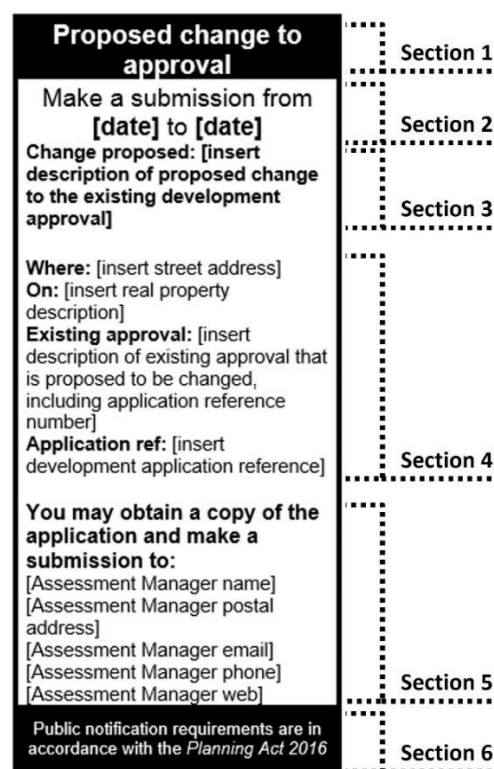 Proposed change to
approval
Section 1
Make a submission from
[date] to [date]
Section 2
Change proposed: [insert
description of proposed change
to the existing development
approval]
Section 3
Where: [insert street address]
On: [insert real property
description]
Existing approval: [insert
description of existing approval that
is proposed to be changed,
including application reference
number]
Application ref: [insert
development application reference]
Section 4
You may obtain a copy of the
application and make a
submission to:
[Assessment Manager name]
[Assessment Manager postal
address]
[Assessment Manager email]
[Assessment Manager phone]
[Assessment Manager web]
Section 5
Public notification requirements are in
accordance with the Planning Act 2016
Section 6